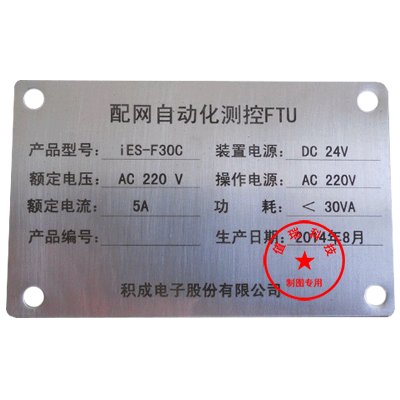 配网自动化测控FTU
产品型号: iES-F30C 装置电源: DC 24V
额定电压: AC 220 V 操作电源: AC 220V
额定电流: 5A 功 耗: < 30VA
产品编号: 生产日期: 2014年8月
积成电子股份有限公司
制图专用